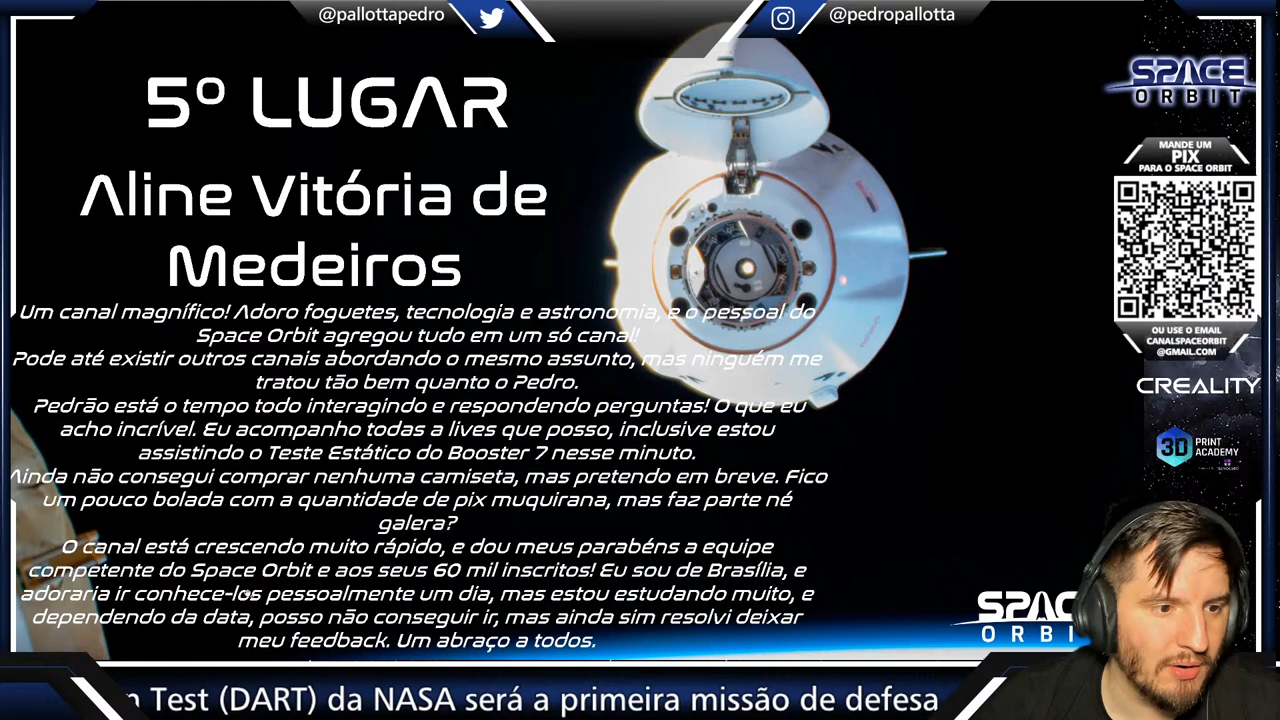 @pallottapedro
@pedropallotta
5º LUGAR
Aline Vitória de
Medeiros
Um canal magnífico! Adoro foguetes, tecnologia e astronomia, e o pessoal do
Space Orbit agregou tudo em um só canal!
Pode até existir outros canais abordando o mesmo assunto, mas ninguém me
tratou tão bem quanto o Pedro.
Pedrão está o tempo todo interagindo e respondendo perguntas! O que eu
acho incrível. Eu acompanho todas a lives que posso, inclusive estou
assistindo o Teste Estático do Booster 7 nesse minuto.
Ainda não consegui comprar nenhuma camiseta, mas pretendo em breve. Fico
um pouco bolada com a quantidade de pix muquirana, mas faz parte né
galera?
O canal está crescendo muito rápido, e dou meus parabéns a equipe
competente do Space Orbit e aos seus 60 mil inscritos! Eu sou de Brasília, e
adoraria ir conhece-los pessoalmente um dia, mas estou estudando muito, e
dependendo da data, posso não conseguir ir, mas ainda sim resolvi deixar
meu feedback. Um abraço a todos.
SPACE
ORBIT
MANDE UM
PIX
PARA O SPACE ORBIT
OU USE O EMAIL
CANALSPACEORBIT
@GMAIL.COM
CREALITY
3D PRINT
ACADEMY
SPAC
ORBI
n Test (DART) da NASA será a primeira missão de defesa